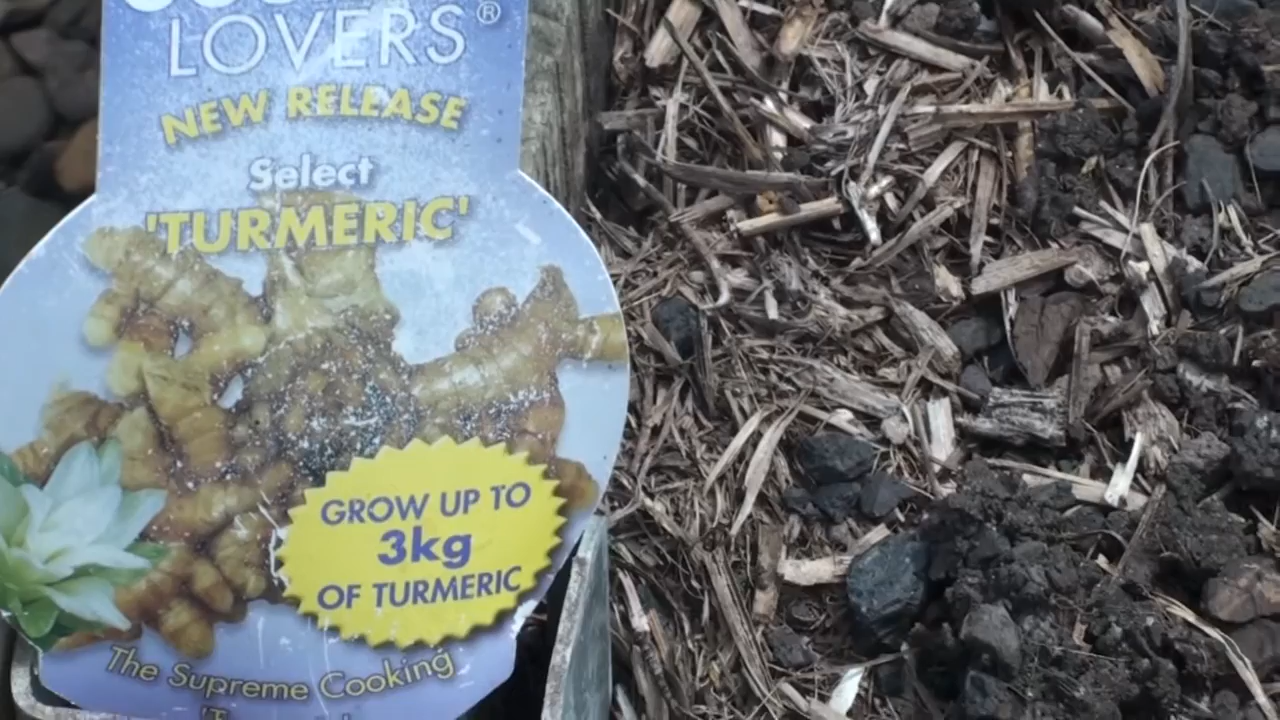 LOVERS®
NEW RELEASE
Select
'TURMERIC'
GROW UP TO
3kg
OF TURMERIC
The Supreme Cooking